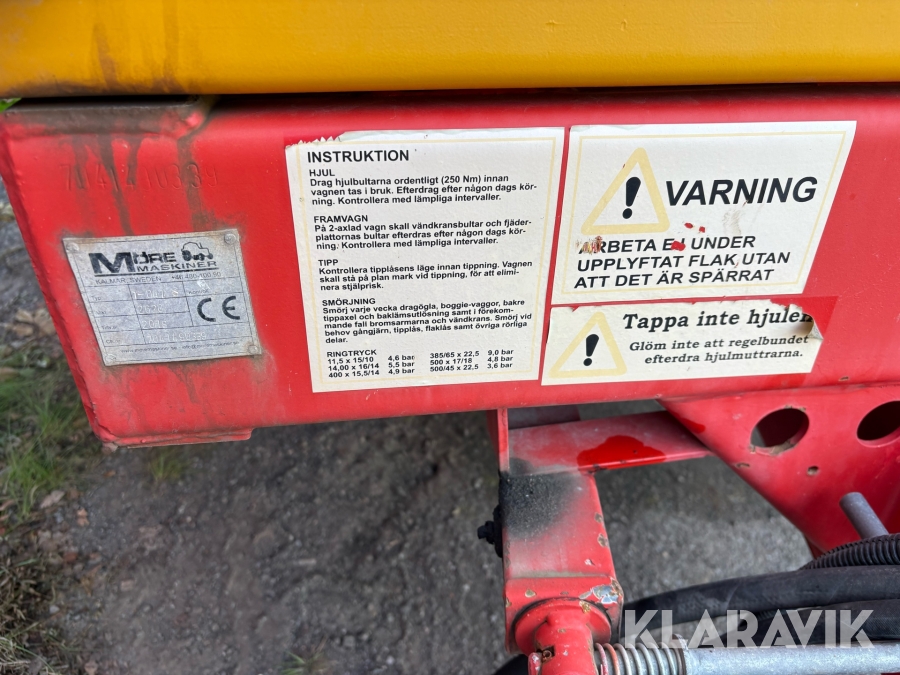 MORE
MASKINER
KALMAR, SWEDEN
CE
INSTRUKTION
HJUL
Drag hjulbultarna ordentligt (250 Nm) innan
vagnen tas i bruk. Efterdrag efter någon dags kör-
ning. Kontrollera med lämpliga intervaller.
FRAMVAGN
På 2-axlad vagn skall vändkransbultar och fjäder-
plattornas bultar efterdras efter någon dags
körning. Kontrollera med lämpliga intervaller.
TIPP
Kontrollera tipplåsens läge innan tippning. Vagnen
skall stå på plan mark vid tippning, för att elimi-
nera stjälprisk.
SMÖRJNING
Smörj varje vecka dragögla, boggie-vaggor, bakre
tippaxel och baklämsutlösning samt i förekom-
mande fall bromsarmarna och vändkrans. Smörj vid
behov gångjärn, tipplås, flaklås samt övriga rörliga
delar.
RINGTRYCK
11,5 x 15/10 4,6 bar 385/65 x 22,5 9,0 bar
14,00 x 16/14 5,5 bar 500 x 17/18 4,8 bar
400 x 15,5/14 4,9 bar 500/45 x 22,5 3,6 bar
VARNING
ARBETA EJ UNDER
UPPLYFTAT FLAK, UTAN
ATT DET ÄR SPÄRRAT
Tappa inte hjulen
Glöm inte att regelbundet
efterdra hjulmuttrarna.
KLARAVIK